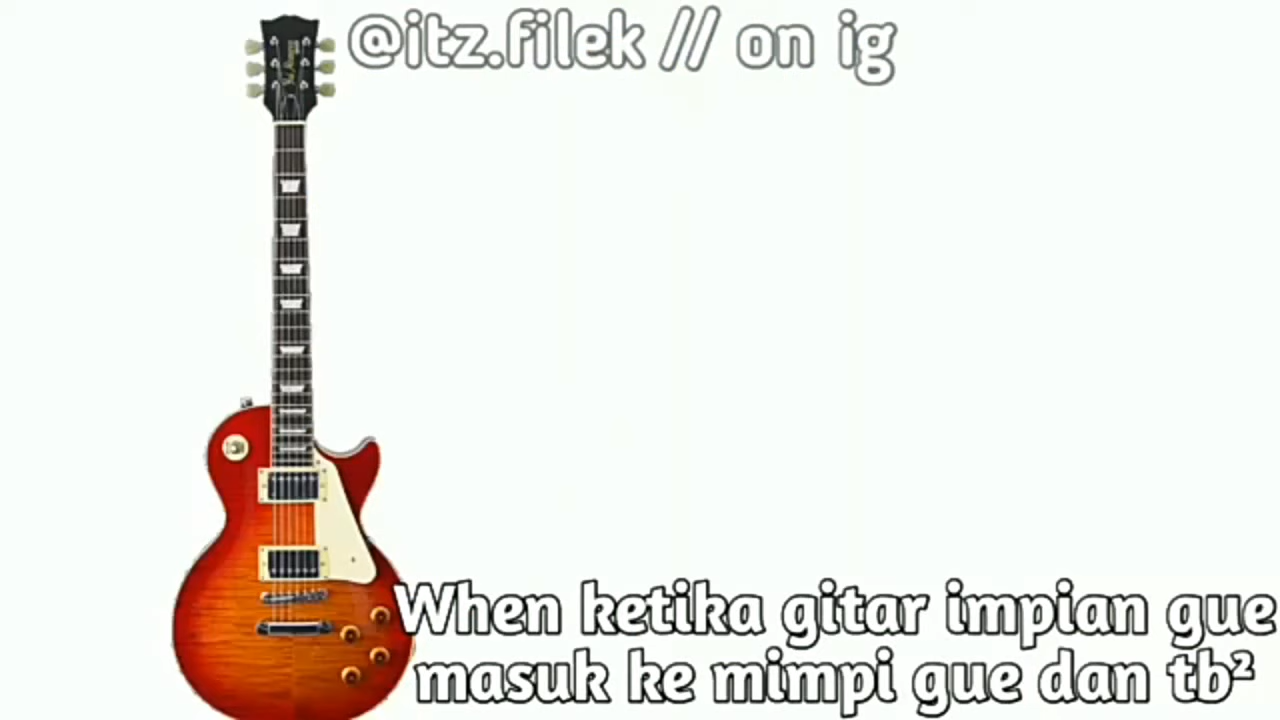 @itz.filek // on ig
When ketika gitar impian gue
masuk ke mimpi gue dan tb²